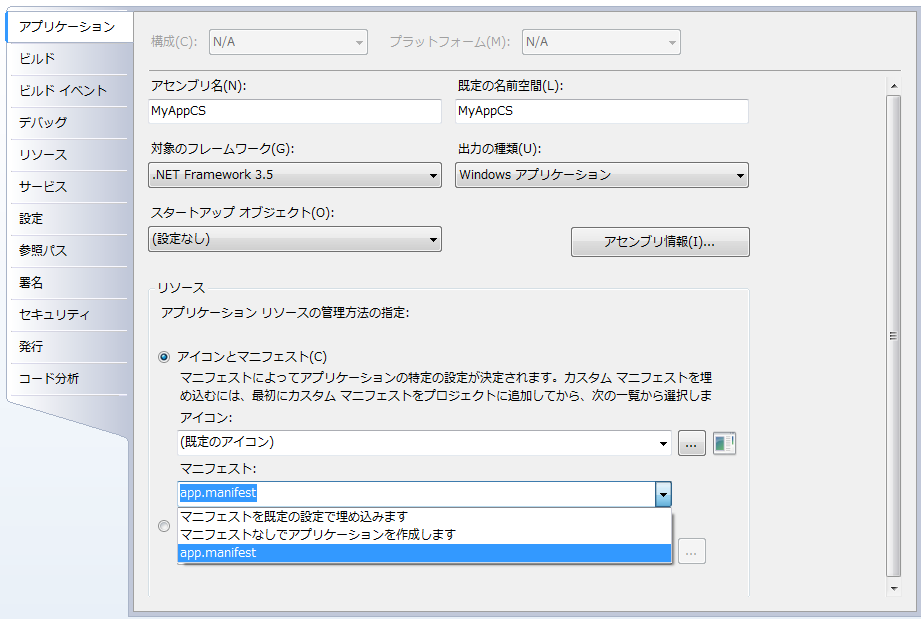 アプリケーション
ビルド
ビルド イベント
デバッグ
リソース
サービス
設定
参照パス
署名
セキュリティ
発行
コード分析
構成(C): N/A プラットフォーム(M): N/A
アセンブリ名(N): 既定の名前空間(L):
MyAppCS MyAppCS
対象のフレームワーク(G): 出力の種類(U):
.NET Framework 3.5 Windows アプリケーション
スタートアップ オブジェクト(O):
(設定なし) アセンブリ情報(I)...
リソース
アプリケーション リソースの管理方法の指定:
アイコンとマニフェスト(C)
マニフェストによってアプリケーションの特定の設定が決定されます。カスタム マニフェストを埋
め込むには、最初にカスタム マニフェストをプロジェクトに追加してから、次の一覧から選択しま
アイコン:
(既定のアイコン) ...
マニフェスト:
app.manifest
マニフェストを既定の設定で埋め込みます
マニフェストなしでアプリケーションを作成します
app.manifest ...